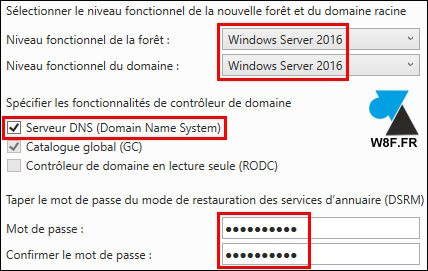 Sélectionner le niveau fonctionnel de la nouvelle forêt et du domaine racine
Niveau fonctionnel de la forêt : Windows Server 2016
Niveau fonctionnel du domaine : Windows Server 2016
Spécifier les fonctionnalités de contrôleur de domaine
Serveur DNS (Domain Name System)
Catalogue global (GC)
W8F.FR
Contrôleur de domaine en lecture seule (RODC)
Taper le mot de passe du mode de restauration des services d'annuaire (DSRM)
Mot de passe : ●●●●●●●●●●
Confirmer le mot de passe : ●●●●●●●●●●